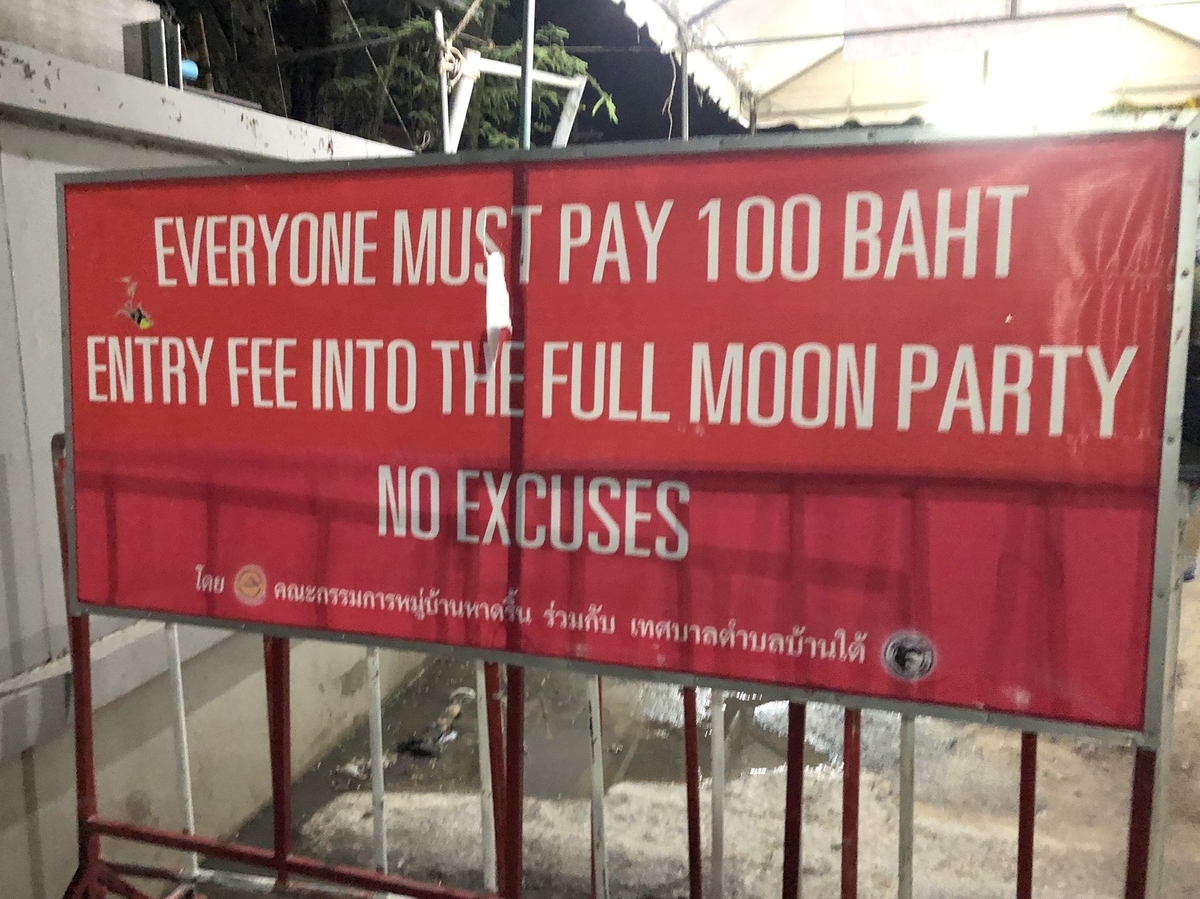 EVERYONE MUST PAY 100 BAHT
ENTRY FEE INTO THE FULL MOON PARTY
NO EXCUSES
โดย คณะกรรมการหมู่บ้านหาดริ้น ร่วมกับ เทศบาลตำบลบ้านใต้